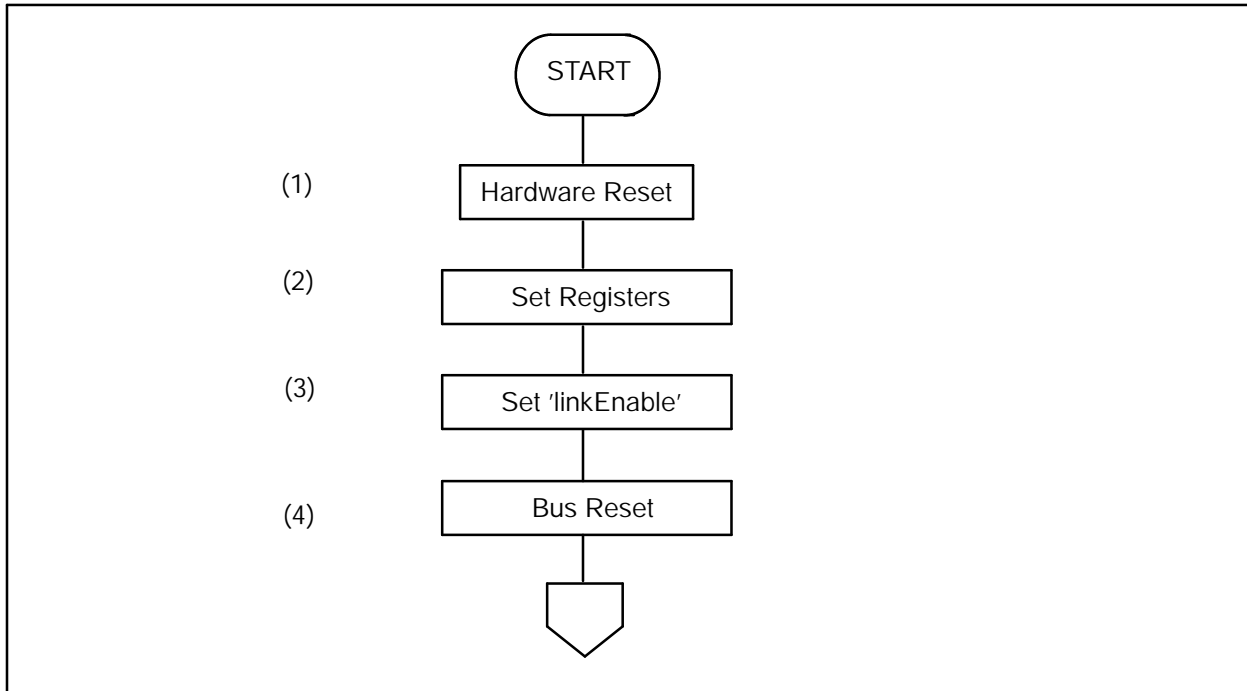 START
(1)
Hardware Reset
(2)
Set Registers
(3)
Set 'linkEnable'
(4)
Bus Reset